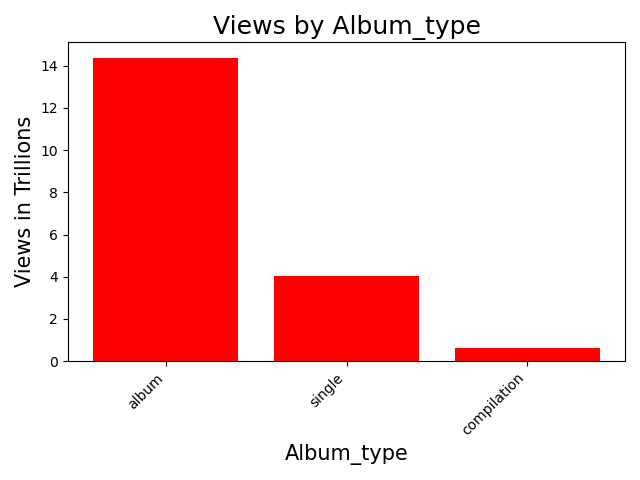 Views by Album_type
Views in Trillions
14
12
10
8
6
4
2
0
album
single
compilation
Album_type